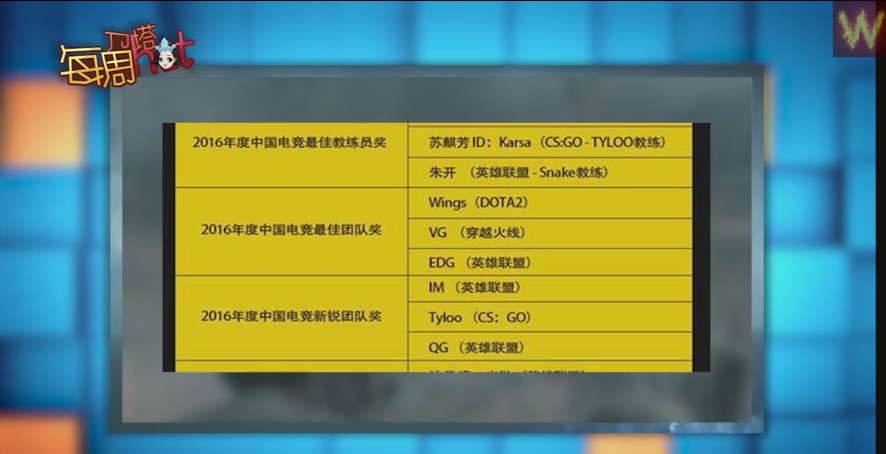 每周
刀塔
hot
W
2016年度中国电竞最佳教练员奖
苏麒芳 ID：Karsa（CS:GO - TYLOO教练）
朱开 （英雄联盟 - Snake教练）
2016年度中国电竞最佳团队奖
Wings（DOTA2）
VG （穿越火线）
EDG （英雄联盟）
2016年度中国电竞新锐团队奖
IM （英雄联盟）
Tyloo （CS：GO）
QG （英雄联盟）